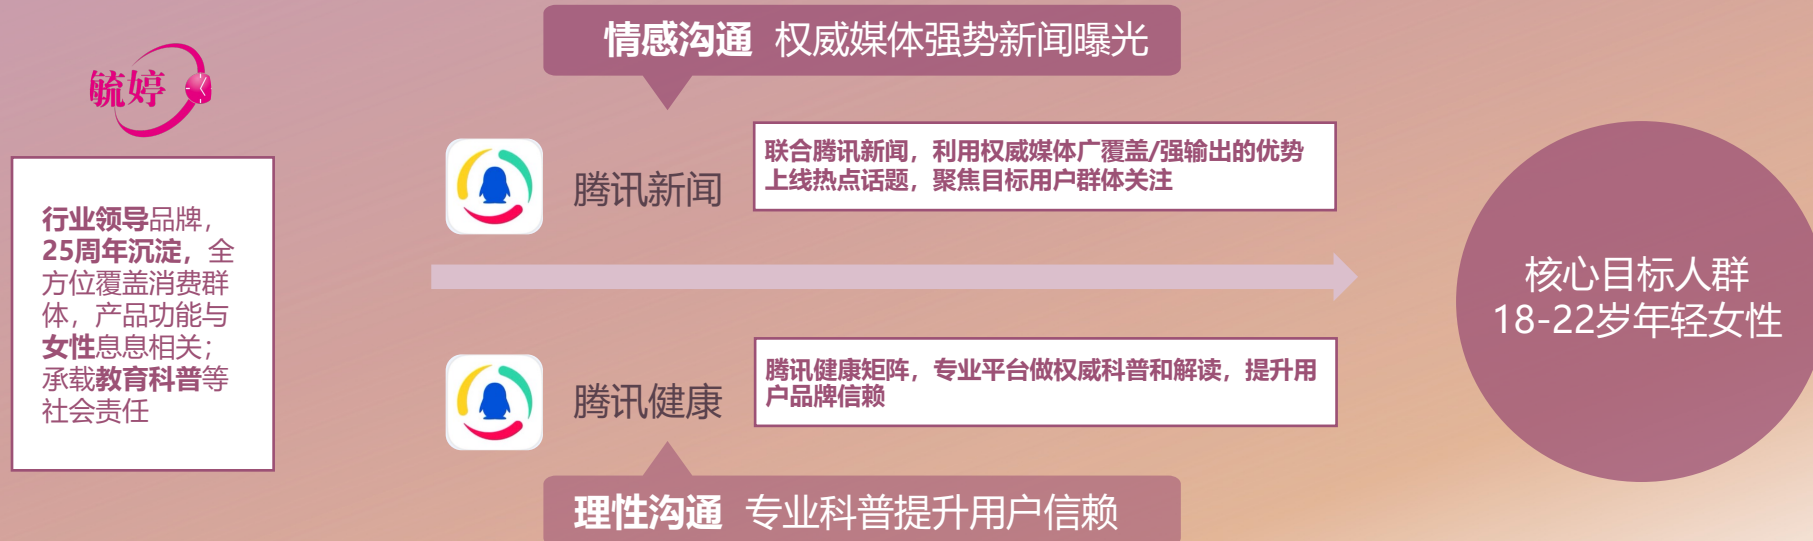 情感沟通 权威媒体强势新闻曝光
毓婷
行业领导品牌，
25周年沉淀，全
方位覆盖消费群
体，产品功能与
女性息息相关；
承载教育科普等
社会责任
腾讯新闻
联合腾讯新闻，利用权威媒体广覆盖/强输出的优势
上线热点话题，聚焦目标用户群体关注
腾讯健康
腾讯健康矩阵，专业平台做权威科普和解读，提升用
户品牌信赖
理性沟通 专业科普提升用户信赖
核心目标人群
18-22岁年轻女性